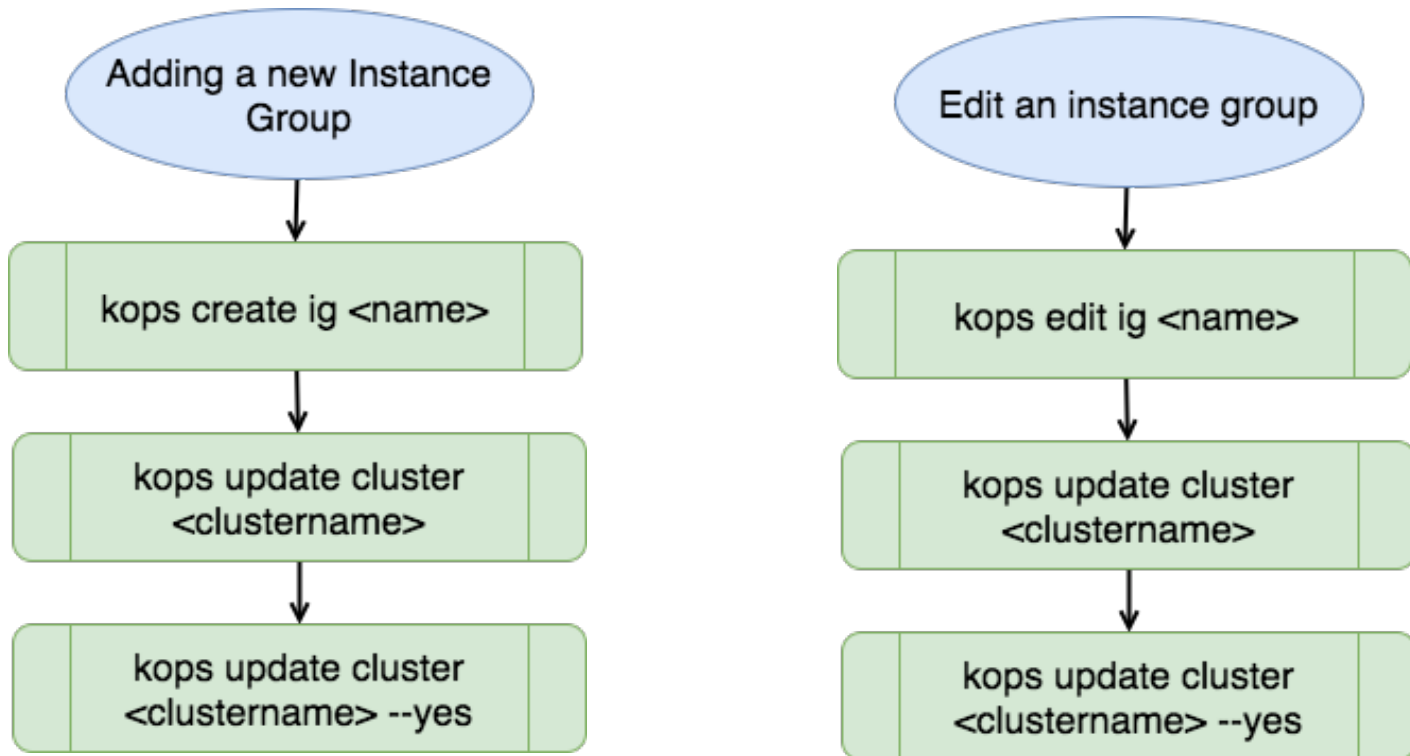 Adding a new Instance
Group
kops create ig <name>
kops update cluster
<clustername>
kops update cluster
<clustername> --yes
Edit an instance group
kops edit ig <name>
kops update cluster
<clustername>
kops update cluster
<clustername> --yes